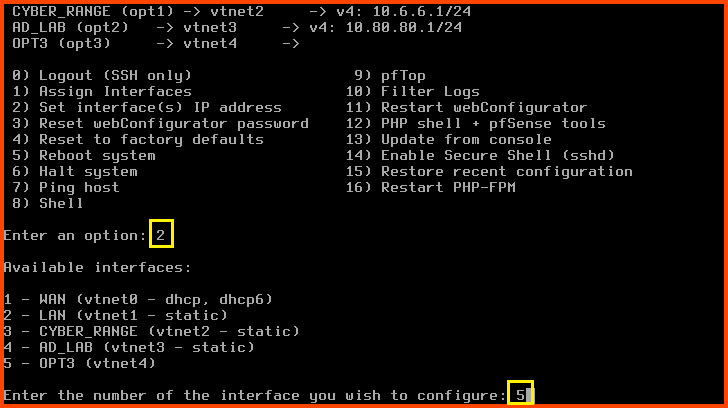 CYBER_RANGE (opt1) -> vtnet2 -> v4: 10.6.6.1/24
AD_LAB (opt2) -> vtnet3 -> v4: 10.80.80.1/24
OPT3 (opt3) -> vtnet4 ->
0) Logout (SSH only) 9) pfTop
1) Assign Interfaces 10) Filter Logs
2) Set interface(s) IP address 11) Restart webConfigurator
3) Reset webConfigurator password 12) PHP shell + pfSense tools
4) Reset to factory defaults 13) Update from console
5) Reboot system 14) Enable Secure Shell (sshd)
6) Halt system 15) Restore recent configuration
7) Ping host 16) Restart PHP-FPM
8) Shell
Enter an option: 2
Available interfaces:
1 - WAN (vtnet0 - dhcp, dhcp6)
2 - LAN (vtnet1 - static)
3 - CYBER_RANGE (vtnet2 - static)
4 - AD_LAB (vtnet3 - static)
5 - OPT3 (vtnet4)
Enter the number of the interface you wish to configure: 5